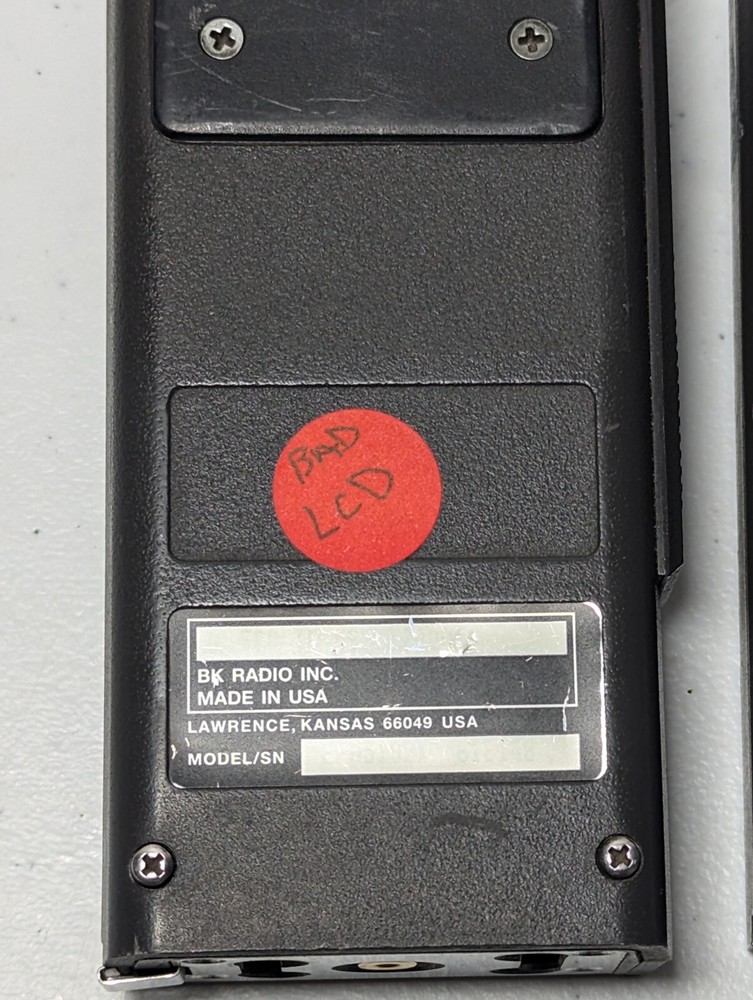 BAD
LCD
BK RADIO INC.
MADE IN USA
LAWRENCE, KANSAS 66049 USA
MODEL/SN